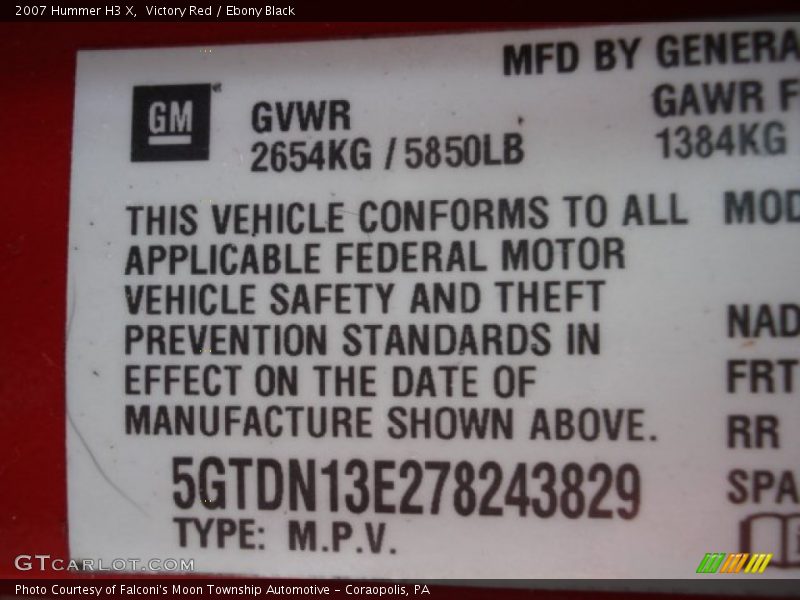 2007 Hummer H3 X,  Victory Red / Ebony Black
MFD BY GENERA
GM
GVWR
GAWR F
2654KG / 5850LB
1384KG
THIS VEHICLE CONFORMS TO ALL
MOD
APPLICABLE FEDERAL MOTOR
VEHICLE SAFETY AND THEFT
NAD
PREVENTION STANDARDS IN
EFFECT ON THE DATE OF
FRT
MANUFACTURE SHOWN ABOVE.
RR
5GTDN13E278243829
SPA
TYPE: M.P.V.
GTCARLOT.COM
Photo Courtesy of Falconi's Moon Township Automotive - Coraopolis, PA